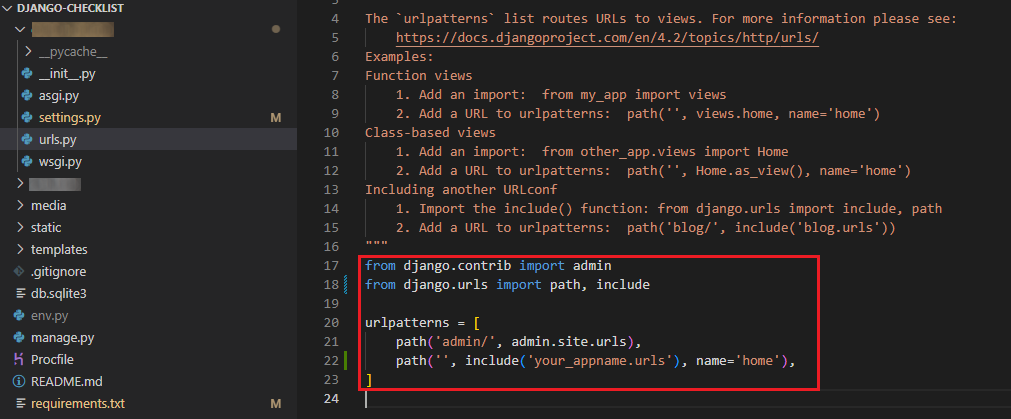 DJANGO-CHECKLIST
__pycache__
__init__.py
asgi.py
settings.py M
urls.py
wsgi.py
media
static
templates
.gitignore
db.sqlite3
env.py
manage.py
Procfile
README.md
requirements.txt M
4 The `urlpatterns` list routes URLs to views. For more information please see:
5     https://docs.djangoproject.com/en/4.2/topics/http/urls/
6 Examples:
7 Function views
8     1. Add an import:  from my_app import views
9     2. Add a URL to urlpatterns:  path('', views.home, name='home')
10 Class-based views
11     1. Add an import:  from other_app.views import Home
12     2. Add a URL to urlpatterns:  path('', Home.as_view(), name='home')
13 Including another URLconf
14     1. Import the include() function: from django.urls import include, path
15     2. Add a URL to urlpatterns:  path('blog/', include('blog.urls'))
16 """
17 from django.contrib import admin
18 from django.urls import path, include
19
20 urlpatterns = [
21     path('admin/', admin.site.urls),
22     path('', include('your_appname.urls'), name='home'),
23 ]
24